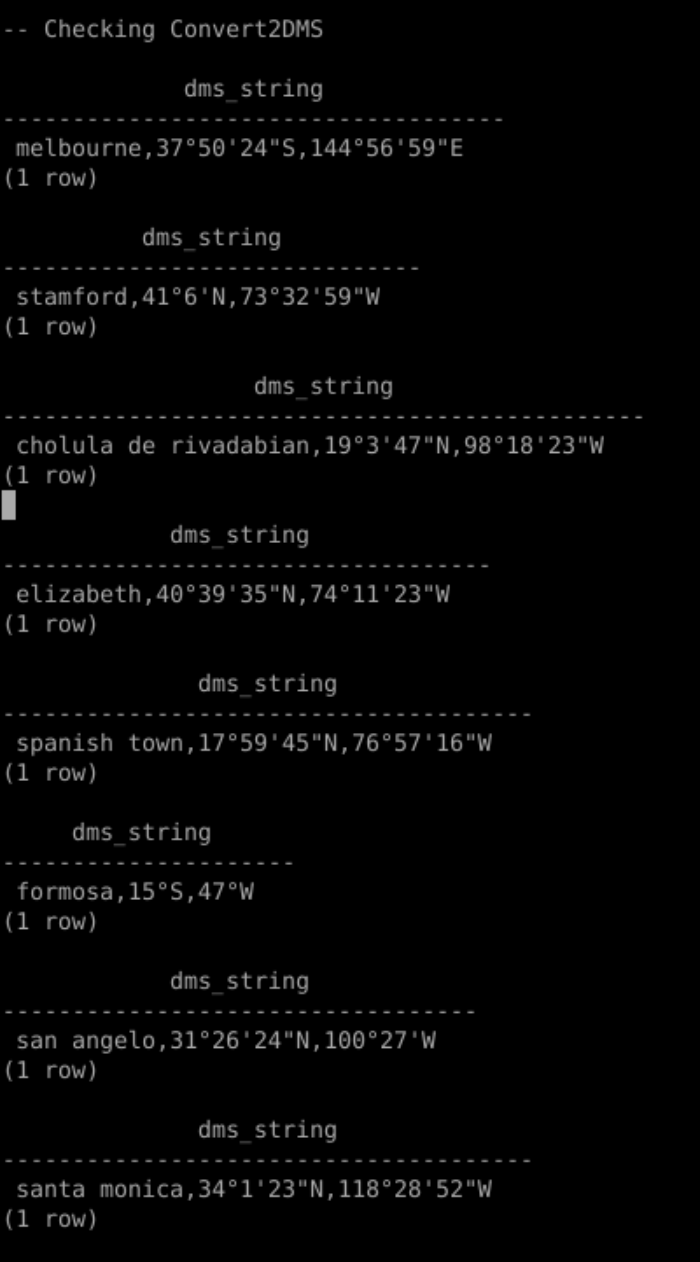 -- Checking Convert2DMS
dms_string
------------------------------------
melbourne,37°50'24"S,144°56'59"E
(1 row)
dms_string
------------------------------
stamford,41°6'N,73°32'59"W
(1 row)
dms_string
----------------------------------------------
cholula de rivadabian,19°3'47"N,98°18'23"W
(1 row)
dms_string
-----------------------------------
elizabeth,40°39'35"N,74°11'23"W
(1 row)
dms_string
--------------------------------------
spanish town,17°59'45"N,76°57'16"W
(1 row)
dms_string
---------------------
formosa,15°S,47°W
(1 row)
dms_string
----------------------------------
san angelo,31°26'24"N,100°27'W
(1 row)
dms_string
--------------------------------------
santa monica,34°1'23"N,118°28'52"W
(1 row)